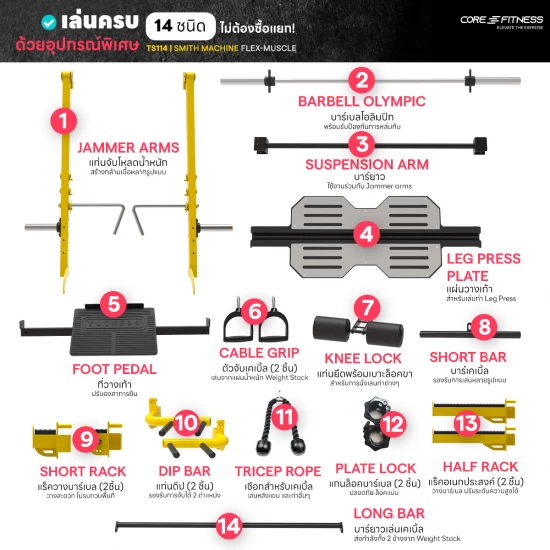 เล่นครบ 14 ชนิด ไม่ต้องซื้อแยก!
ด้วยอุปกรณ์พิเศษ TS114 | SMITH MACHINE FLEX-MUSCLE
CORE FITNESS
ELEVATE THE EXERCISE
1
JAMMER ARMS
แท่นจับโหลดน้ำหนัก
สร้างกล้ามเนื้อหลากรูปแบบ
2
BARBELL OLYMPIC
บาร์เบลโอลิมปิก
พร้อมรับป้องกันการหล่นทับ
3
SUSPENSION ARM
บาร์ยาว
ใช้งานร่วมกับ Jammer arms
4
LEG PRESS
PLATE
แผ่นวางเท้า
สำหรับเล่นท่า Leg Press
5
FOOT PEDAL
ที่วางเท้า
ปรับองศาการยืน
6
CABLE GRIP
ตัวจับเคเบิ้ล (2 ชิ้น)
เล่นจากแผ่นน้ำหนัก Weight Stock
7
KNEE LOCK
แท่นยึดพร้อมเบาะล็อคขา
สำหรับการนั่งเล่นท่าต่างๆ
8
SHORT BAR
บาร์เคเบิ้ล
รองรับการเล่นหลายรูปแบบ
9
SHORT RACK
แร็ควางบาร์เบล (2ชิ้น)
วางสะดวก ไม่รบกวนพื้นที่
10
DIP BAR
แท่นดิป (2 ชิ้น)
รองรับการจับได้ 2 ตำแหน่ง
11
TRICEP ROPE
เชือกสำหรับเคเบิ้ล
เล่นหลังแขน และท่าอื่นๆ
12
PLATE LOCK
แกนล็อคบาร์เบล (2 ชิ้น)
ปลอดภัย ล็อคแน่น
13
HALF RACK
แร็คอเนกประสงค์ (2 ชิ้น)
วางบาร์เบล ปรับระดับความสูงได้
14
LONG BAR
บาร์ยาวเล่นเคเบิ้ล
ส่งกำลังทั้ง 2 ข้างจาก Weight Stock